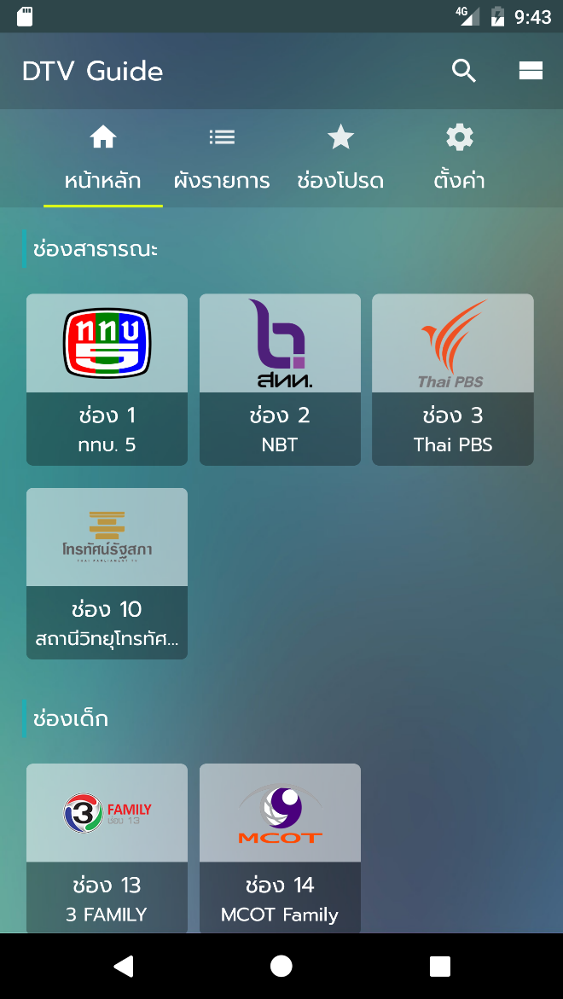 4G 9:43
DTV Guide
หน้าหลัก ผังรายการ ช่องโปรด ตั้งค่า
ช่องสาธารณะ
ททบ
5
สทท.
Thai PBS
ช่อง 1
ททบ. 5
ช่อง 2
NBT
ช่อง 3
Thai PBS
โทรทัศน์รัฐสภา
THAI PARLIAMENT TV
ช่อง 10
สถานีวิทยุโทรทัศ...
ช่องเด็ก
3 FAMILY
ช่อง 13
MCOT
ช่อง 13
3 FAMILY
ช่อง 14
MCOT Family